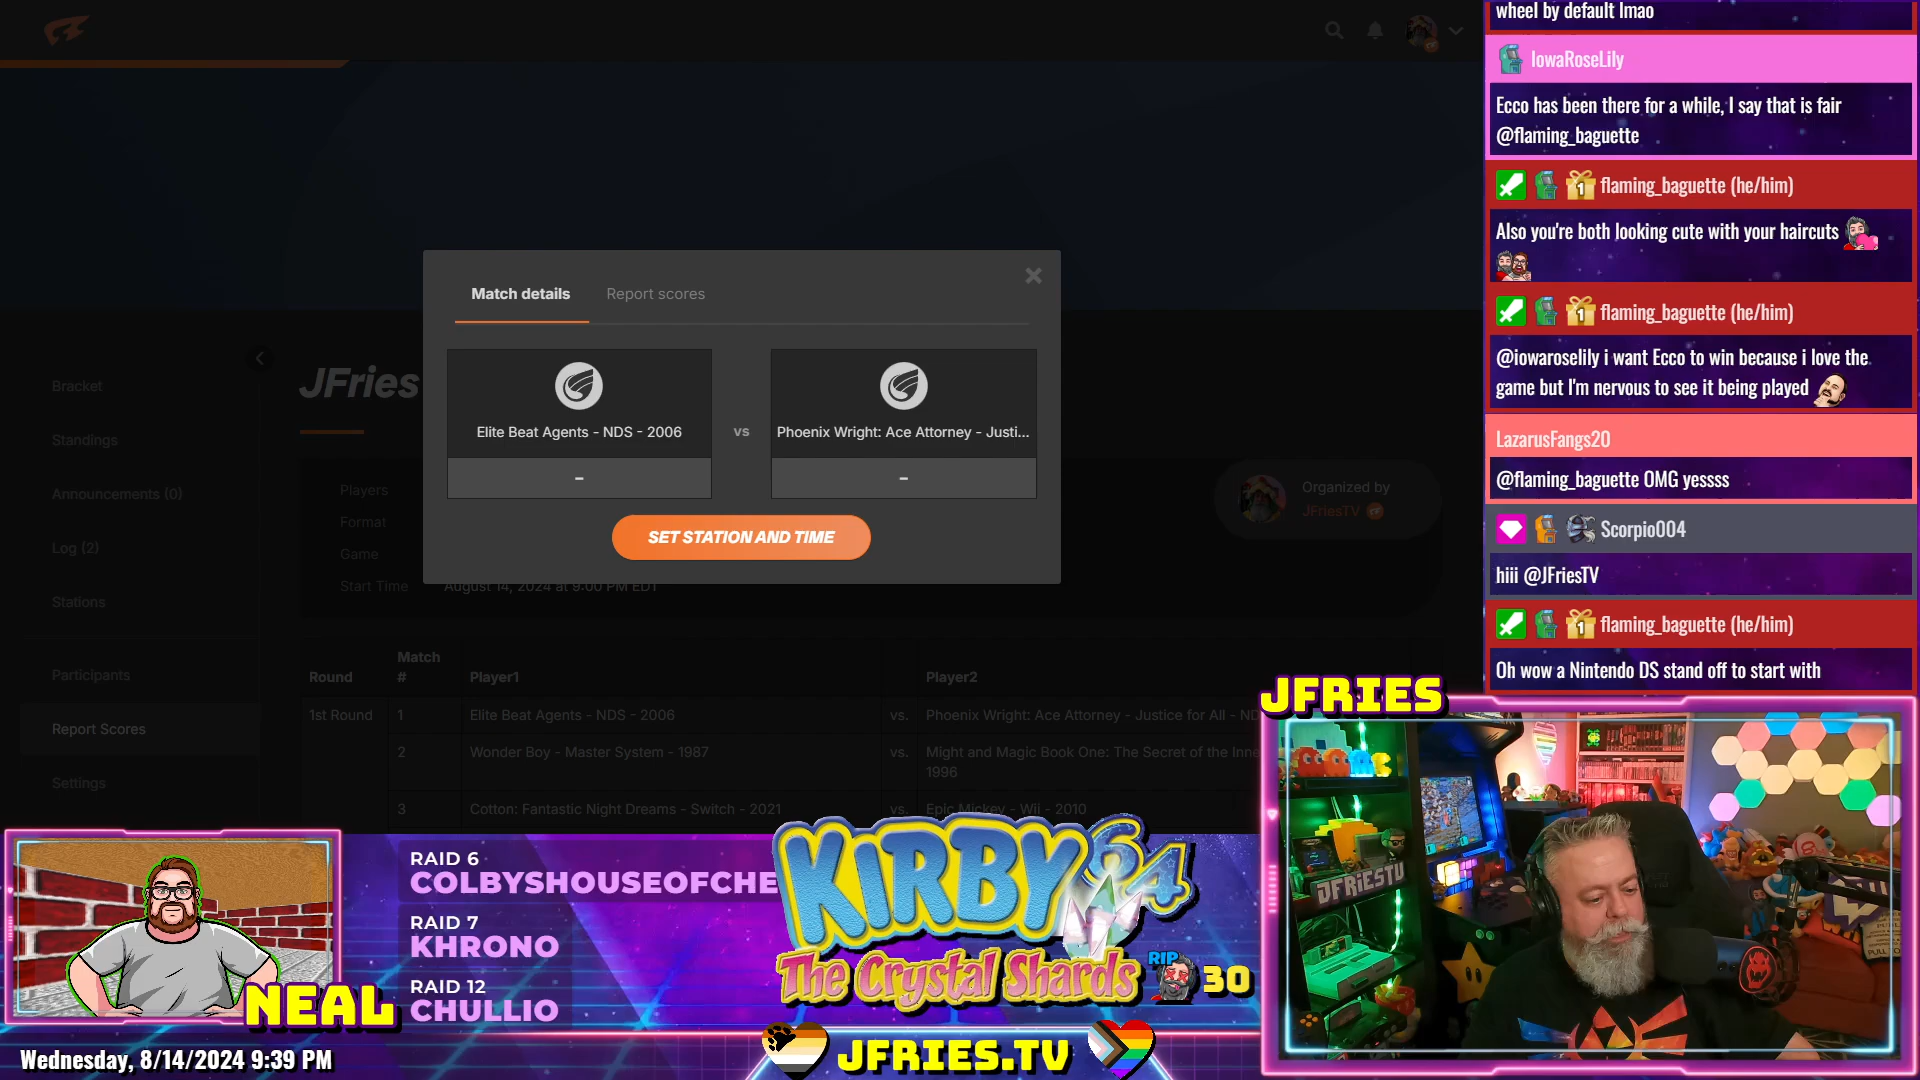 wheel by default lmao
IowaRoseLily
Ecco has been there for a while, I say that is fair
@flaming_baguette
1 flaming_baguette (he/him)
Also you're both looking cute with your haircuts
1 flaming_baguette (he/him)
@iowaroselily i want Ecco to win because i love the
game but I'm nervous to see it being played
LazarusFangs20
@flaming_baguette OMG yessss
Scorpio004
hiii @JFriesTV
1 flaming_baguette (he/him)
Oh wow a Nintendo DS stand off to start with
Match details
Report scores
Elite Beat Agents - NDS - 2006
vs
Phoenix Wright: Ace Attorney - Justi...
-
-
SET STATION AND TIME
Bracket
Standings
Announcements (0)
Log (2)
Stations
Participants
Report Scores
Settings
JFries
Players
Format
Game
Start Time
August 14, 2024 at 9:00 PM EDT
Organized by
JFriesTV
Round
Match #
Player1
Player2
1st Round
1
Elite Beat Agents - NDS - 2006
vs.
Phoenix Wright: Ace Attorney - Justice for All - ND
2
Wonder Boy - Master System - 1987
vs.
Might and Magic Book One: The Secret of the Inne
1996
3
Cotton: Fantastic Night Dreams - Switch - 2021
vs.
Epic Mickey - Wii - 2010
JFRIES
JFRIESTV
NEAL
RAID 6
COLBYSHOUSEOFCHE
RAID 7
KHRONO
RAID 12
CHULLIO
KIRBY 64
The Crystal Shards
RIP
30
JFRIES.TV
Wednesday, 8/14/2024 9:39 PM